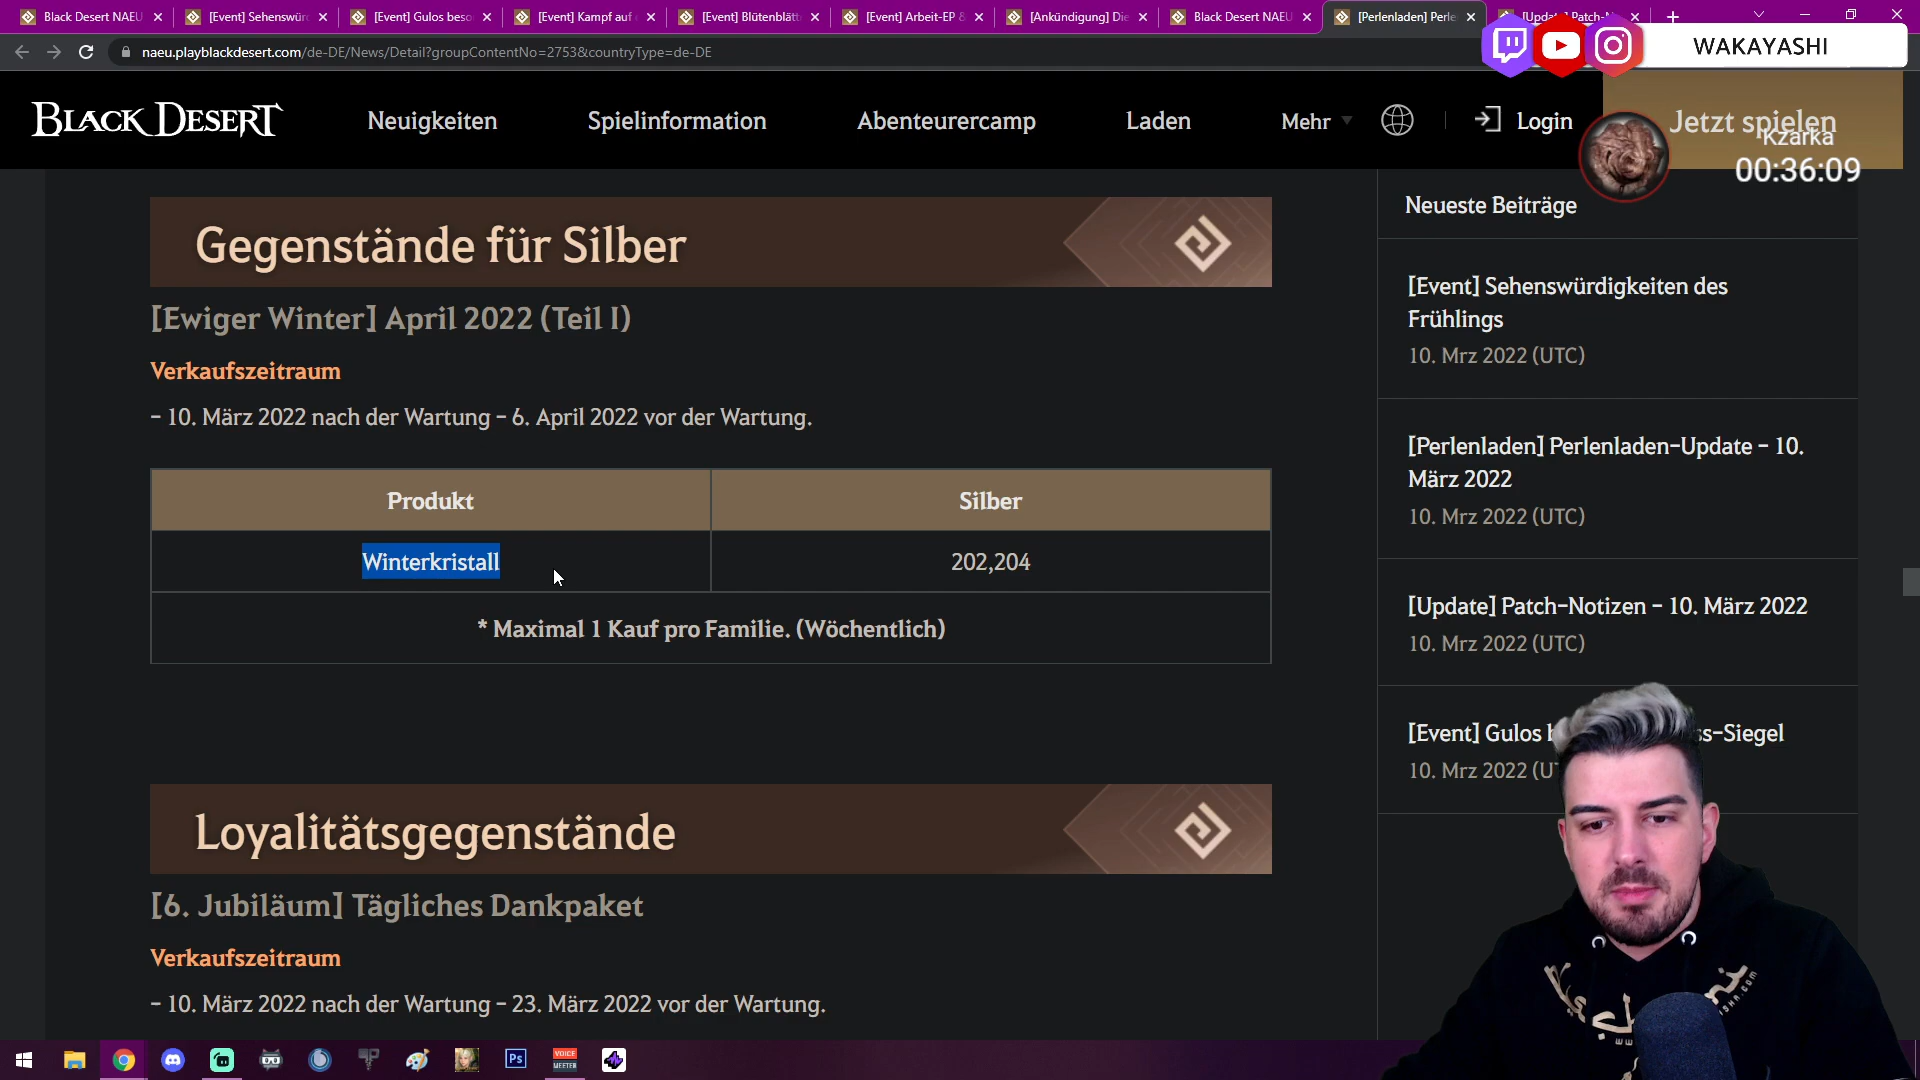 Black Desert NAEU
[Event] Sehenswür
[Event] Gulos beso
[Event] Kampf auf
[Event] Blütenblätt
[Event] Arbeit-EP &
[Ankündigung] Die
Black Desert NAEU
[Perlenladen] Perle
naeu.playblackdesert.com/de-DE/News/Detail?groupContentNo=2753&countryType=de-DE
WAKAYASHI
BLACK DESERT
Neuigkeiten
Spielinformation
Abenteurercamp
Laden
Mehr
Login
Jetzt spielen
Kzarka
00:36:09
Gegenstände für Silber
[Ewiger Winter] April 2022 (Teil I)
Verkaufszeitraum
- 10. März 2022 nach der Wartung - 6. April 2022 vor der Wartung.
Produkt
Silber
Winterkristall
202,204
* Maximal 1 Kauf pro Familie. (Wöchentlich)
Loyalitätsgegenstände
[6. Jubiläum] Tägliches Dankpaket
Verkaufszeitraum
- 10. März 2022 nach der Wartung - 23. März 2022 vor der Wartung.
Neueste Beiträge
[Event] Sehenswürdigkeiten des
Frühlings
10. Mrz 2022 (UTC)
[Perlenladen] Perlenladen-Update - 10.
März 2022
10. Mrz 2022 (UTC)
[Update] Patch-Notizen - 10. März 2022
10. Mrz 2022 (UTC)
[Event] Gulos b ss-Siegel
10. Mrz 2022 (U
Ps
VOICE
MEETER